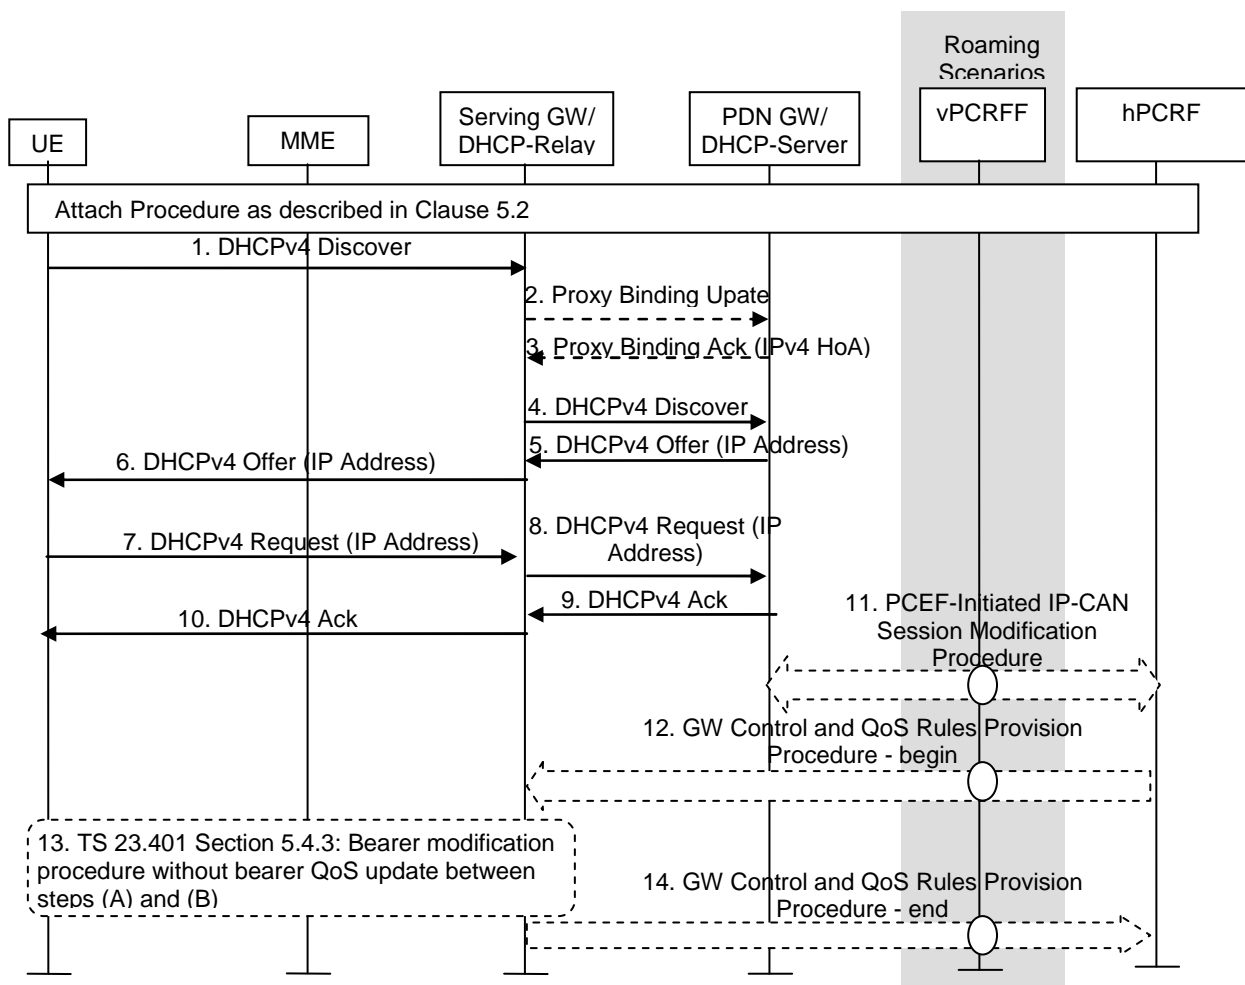 Roaming
Scenarios
UE
MME
Serving GW/
DHCP-Relay
PDN GW/
DHCP-Server
vPCRFF
hPCRF
Attach Procedure as described in Clause 5.2
1. DHCPv4 Discover
2. Proxy Binding Upate
3. Proxy Binding Ack (IPv4 HoA)
4. DHCPv4 Discover
5. DHCPv4 Offer (IP Address)
6. DHCPv4 Offer (IP Address)
7. DHCPv4 Request (IP Address)
8. DHCPv4 Request (IP
Address)
9. DHCPv4 Ack
10. DHCPv4 Ack
11. PCEF-Initiated IP-CAN
Session Modification
Procedure
12. GW Control and QoS Rules Provision
Procedure - begin
13. TS 23.401 Section 5.4.3: Bearer modification
procedure without bearer QoS update between
steps (A) and (B)
14. GW Control and QoS Rules Provision
Procedure - end